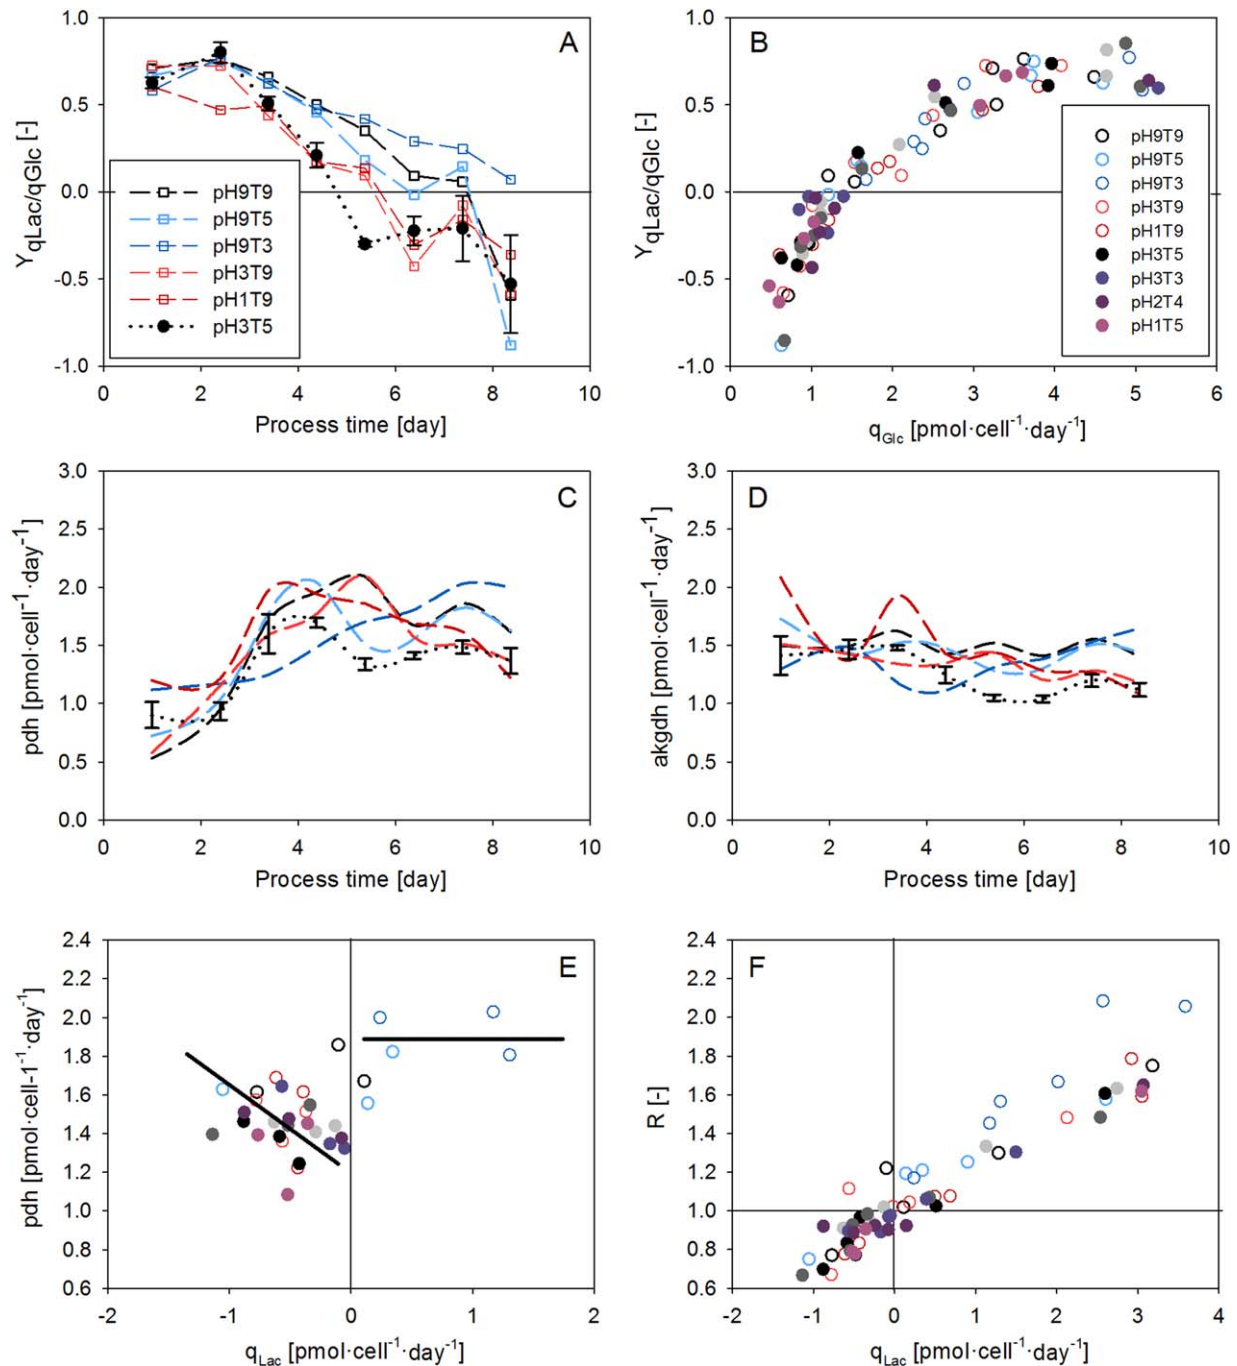 A
1.0
0.5
0.0
-0.5
-1.0
Y qLac/qGlc [-]
pH9T9
pH9T5
pH9T3
pH3T9
pH1T9
pH3T5
0 2 4 6 8 10
Process time [day]
B
1.0
0.5
0.0
-0.5
-1.0
Y qLac/qGlc [-]
pH9T9
pH9T5
pH9T3
pH3T9
pH1T9
pH3T5
pH3T3
pH2T4
pH1T5
0 1 2 3 4 5 6
qGlc [pmol·cell⁻¹·day⁻¹]
C
3.0
2.5
2.0
1.5
1.0
0.5
0.0
pdh [pmol·cell⁻¹·day⁻¹]
0 2 4 6 8 10
Process time [day]
D
3.0
2.5
2.0
1.5
1.0
0.5
0.0
akgdh [pmol·cell⁻¹·day⁻¹]
0 2 4 6 8 10
Process time [day]
E
2.4
2.2
2.0
1.8
1.6
1.4
1.2
1.0
0.8
0.6
pdh [pmol·cell-1⁻¹·day⁻¹]
-2 -1 0 1 2
qLac [pmol·cell⁻¹·day⁻¹]
F
2.4
2.2
2.0
1.8
1.6
1.4
1.2
1.0
0.8
0.6
R [-]
-2 -1 0 1 2 3 4
qLac [pmol·cell⁻¹·day⁻¹]